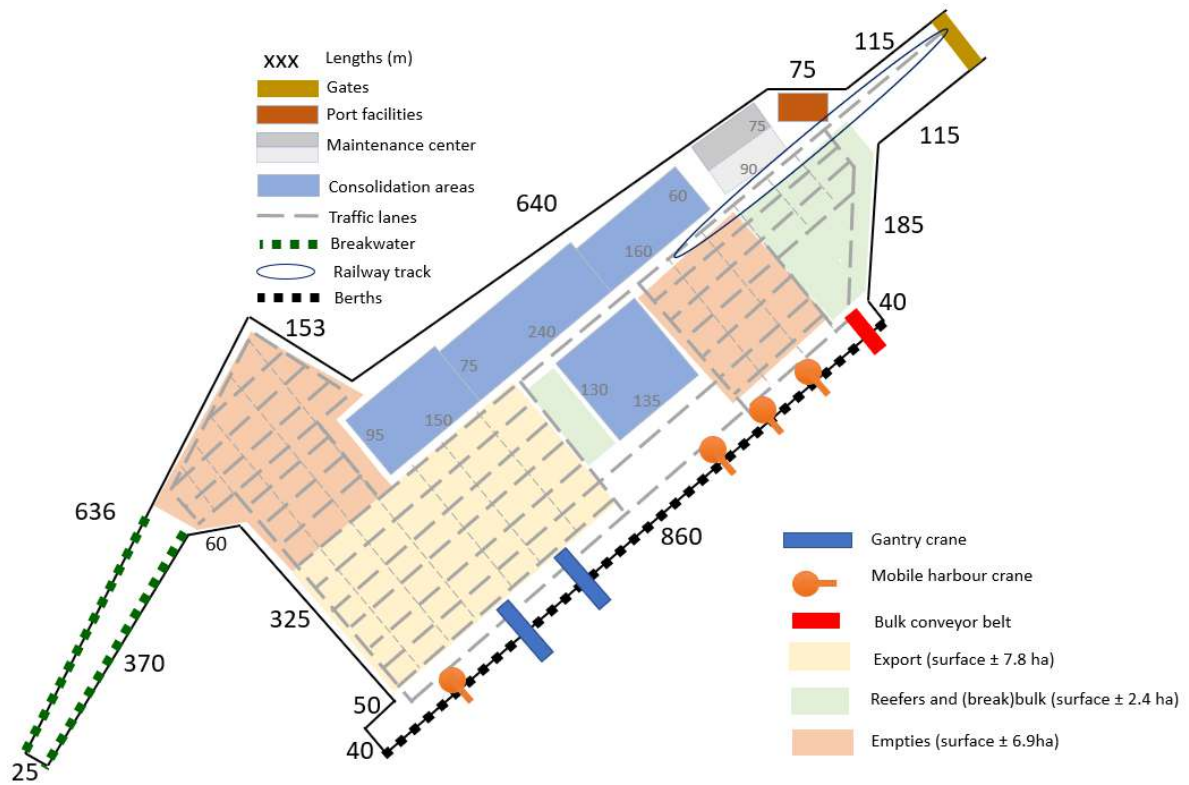 xxx Lengths (m)
Gates
Port facilities
Maintenance center
Consolidation areas
Traffic lanes
Breakwater
Railway track
Berths
115
75
115
75
90
60
640
160
185
40
153
240
75
130
135
150
95
636
60
860
325
370
50
40
25
Gantry crane
Mobile harbour crane
Bulk conveyor belt
Export (surface ± 7.8 ha)
Reefers and (break)bulk (surface ± 2.4 ha)
Empties (surface ± 6.9ha)